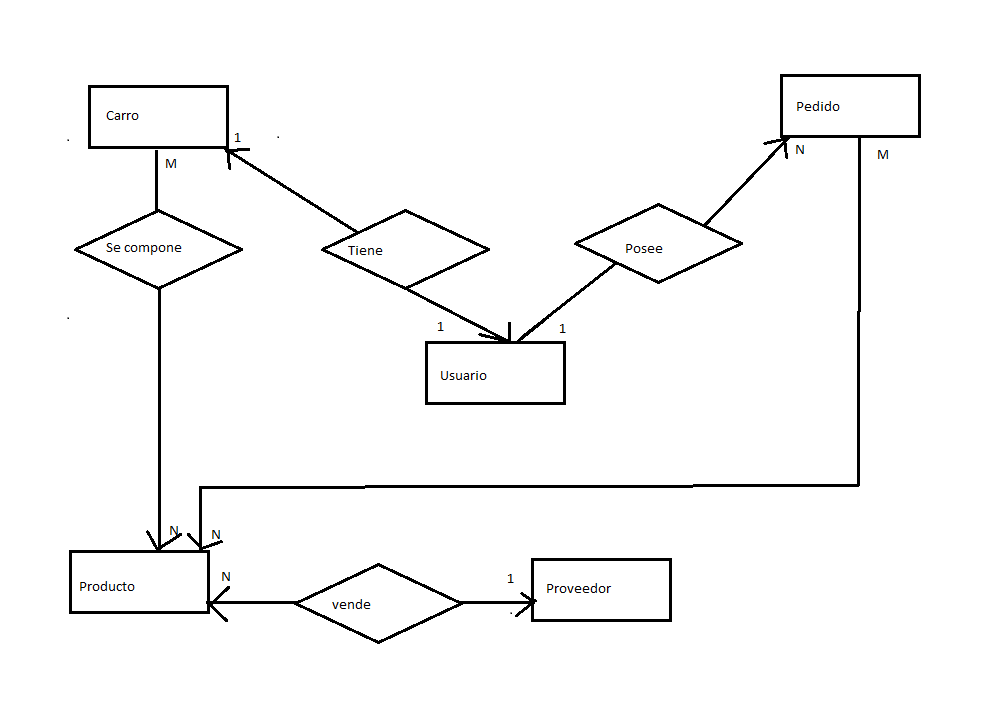 Pedido
Carro
1
N
M
M
Se compone
Tiene
Posee
1
1
Usuario
N
N
N
1
Producto
vende
Proveedor